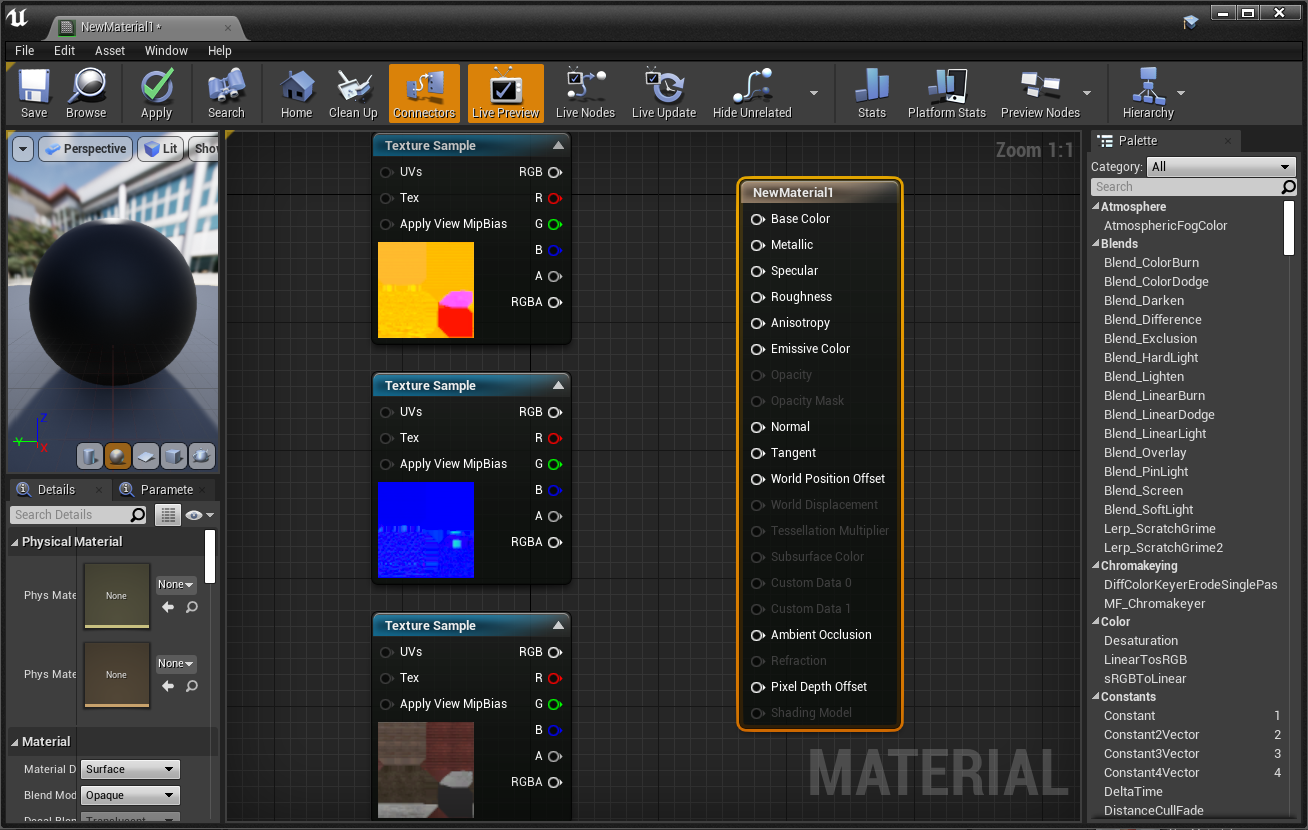 NewMaterial1*
File Edit Asset Window Help
Save Browse Apply Search Home Clean Up Connectors Live Preview Live Nodes Live Update Hide Unrelated Stats Platform Stats Preview Nodes Hierarchy
Perspective Lit Show
Z
Y
X
Details Paramete
Search Details
Physical Material
Phys Mate None None
Phys Mate None None
Material
Material D Surface
Blend Mod Opaque
Zoom 1:1
Texture Sample
UVs RGB
Tex R
Apply View MipBias G
B
A
RGBA
Texture Sample
UVs RGB
Tex R
Apply View MipBias G
B
A
RGBA
Texture Sample
UVs RGB
Tex R
Apply View MipBias G
B
A
RGBA
NewMaterial1
Base Color
Metallic
Specular
Roughness
Anisotropy
Emissive Color
Opacity
Opacity Mask
Normal
Tangent
World Position Offset
World Displacement
Tessellation Multiplier
Subsurface Color
Custom Data 0
Custom Data 1
Ambient Occlusion
Refraction
Pixel Depth Offset
Shading Model
MATERIAL
Palette
Category: All
Search
Atmosphere
AtmosphericFogColor
Blends
Blend_ColorBurn
Blend_ColorDodge
Blend_Darken
Blend_Difference
Blend_Exclusion
Blend_HardLight
Blend_Lighten
Blend_LinearBurn
Blend_LinearDodge
Blend_LinearLight
Blend_Overlay
Blend_PinLight
Blend_Screen
Blend_SoftLight
Lerp_ScratchGrime
Lerp_ScratchGrime2
Chromakeying
DiffColorKeyerErodeSinglePas
MF_Chromakeyer
Color
Desaturation
LinearTosRGB
sRGBToLinear
Constants
Constant 1
Constant2Vector 2
Constant3Vector 3
Constant4Vector 4
DeltaTime
DistanceCullFade